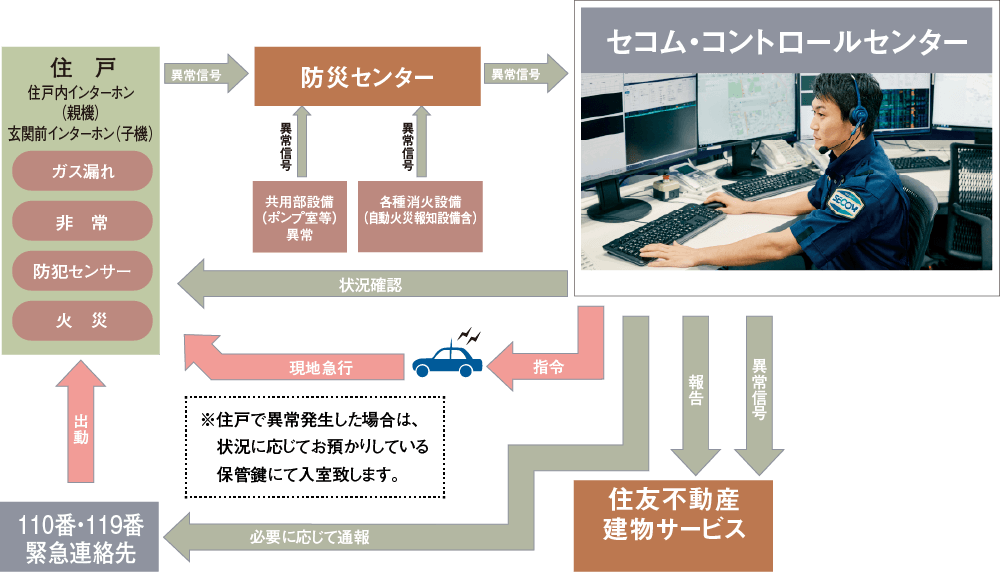 セコム・コントロールセンター
住 戸
住戸内インターホン
(親機)
玄関前インターホン(子機)
ガス漏れ
非 常
防犯センサー
火 災
異常信号
防災センター
異常信号
異常信号
異常信号
共用部設備
(ポンプ室等)
異常
各種消火設備
(自動火災報知設備含)
SECOM
状況確認
現地急行
指令
報告
異常信号
出動
※住戸で異常発生した場合は、
状況に応じてお預かりしている
保管鍵にて入室致します。
110番・119番
緊急連絡先
必要に応じて通報
住友不動産
建物サービス